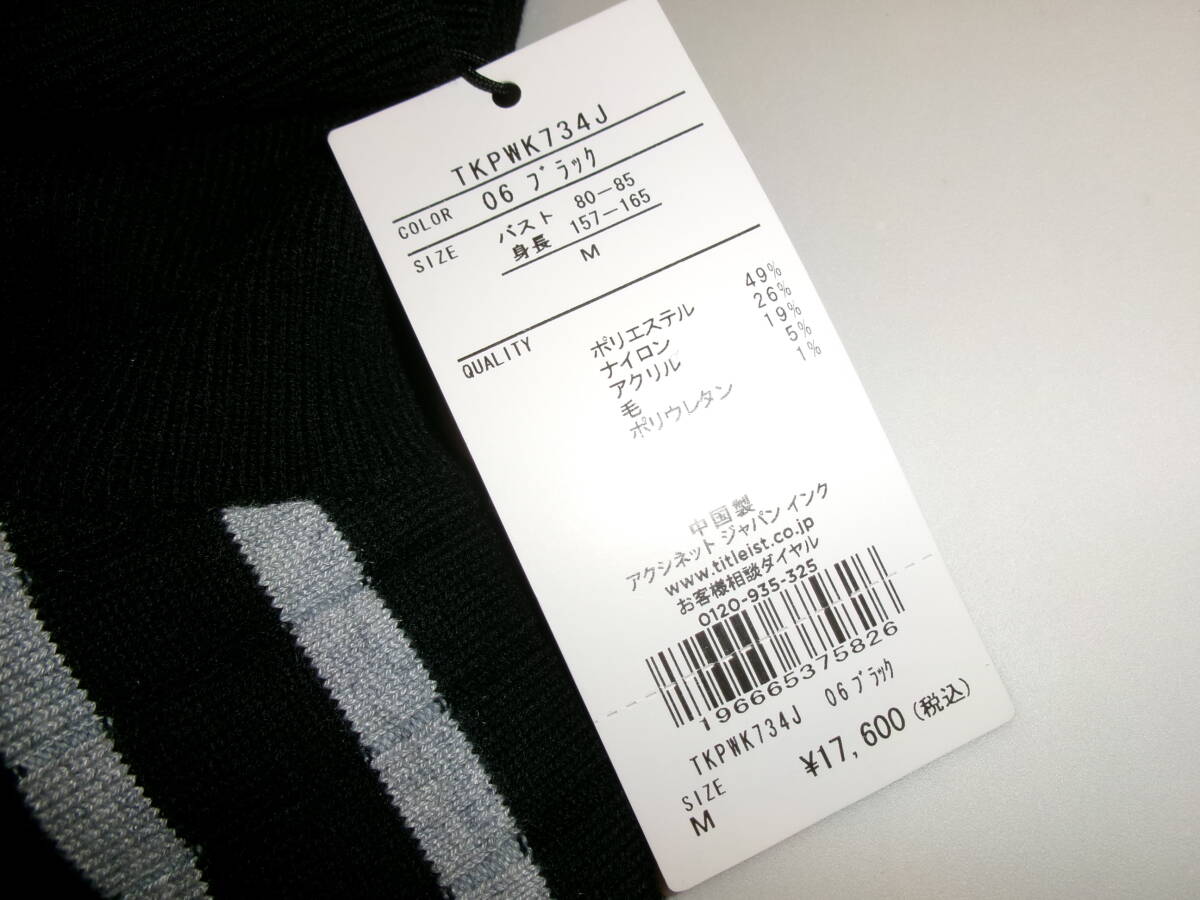 TKPWK734J
COLOR 06 ブラック
SIZE バスト 80-85
身長 157-165
M
QUALITY ポリエステル 49%
ナイロン 26%
アクリル 19%
毛 5%
ポリウレタン 1%
中国製
アクシネット ジャパン インク
www.titleist.co.jp
お客様相談ダイヤル
0120-935-325
196665375826
TKPWK734J 06 ブラック
SIZE
M ¥17,600 (税込)